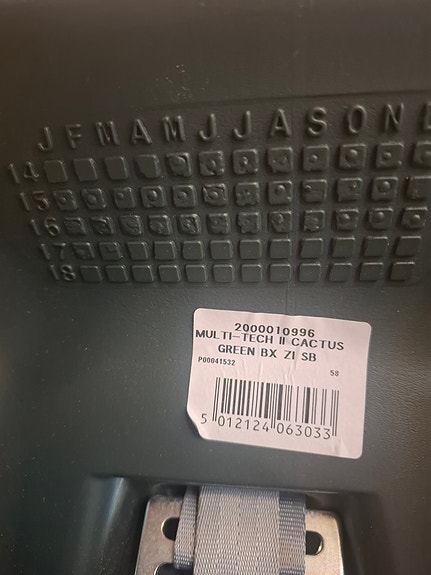 J F M A M J J A S O N D
14
15
16
17
18
2000010996
MULTI-TECH II CACTUS
GREEN BX ZI SB
P00041532
58
5 012124 063033